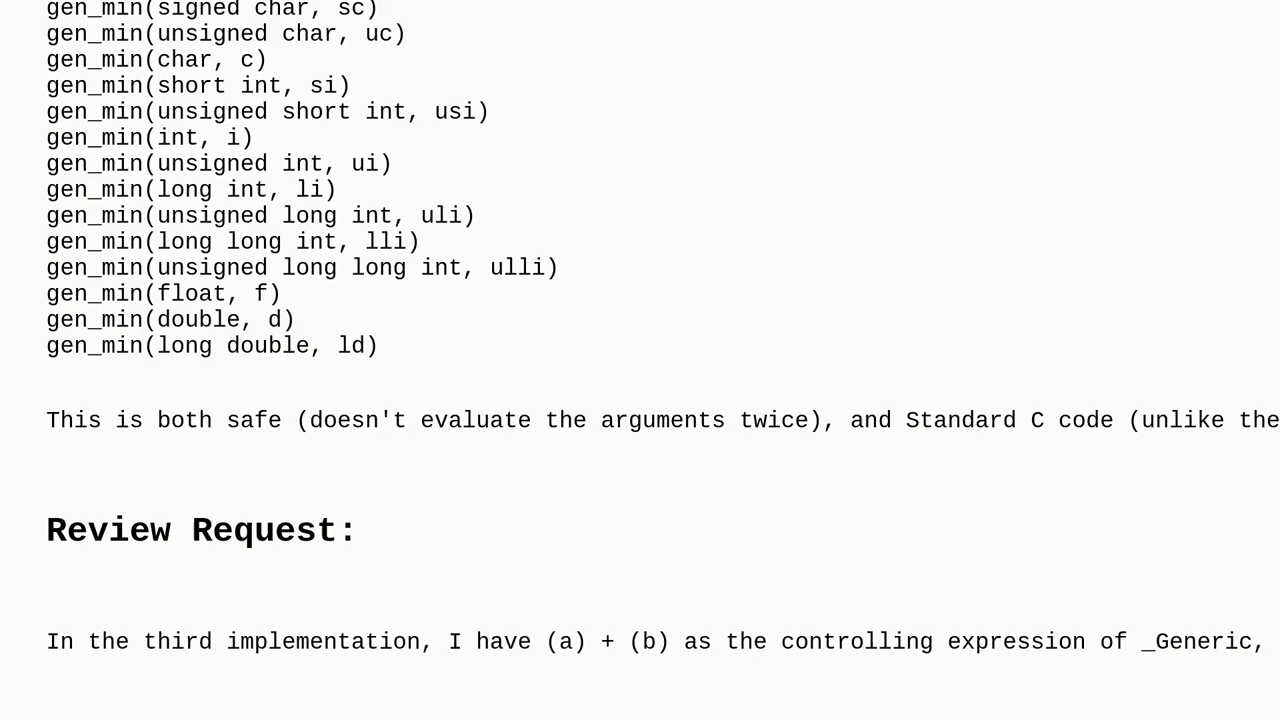 gen_min(signed char, sc)
gen_min(unsigned char, uc)
gen_min(char, c)
gen_min(short int, si)
gen_min(unsigned short int, usi)
gen_min(int, i)
gen_min(unsigned int, ui)
gen_min(long int, li)
gen_min(unsigned long int, uli)
gen_min(long long int, lli)
gen_min(unsigned long long int, ulli)
gen_min(float, f)
gen_min(double, d)
gen_min(long double, ld)
This is both safe (doesn't evaluate the arguments twice), and Standard C code (unlike the
Review Request:
In the third implementation, I have (a) + (b) as the controlling expression of _Generic,